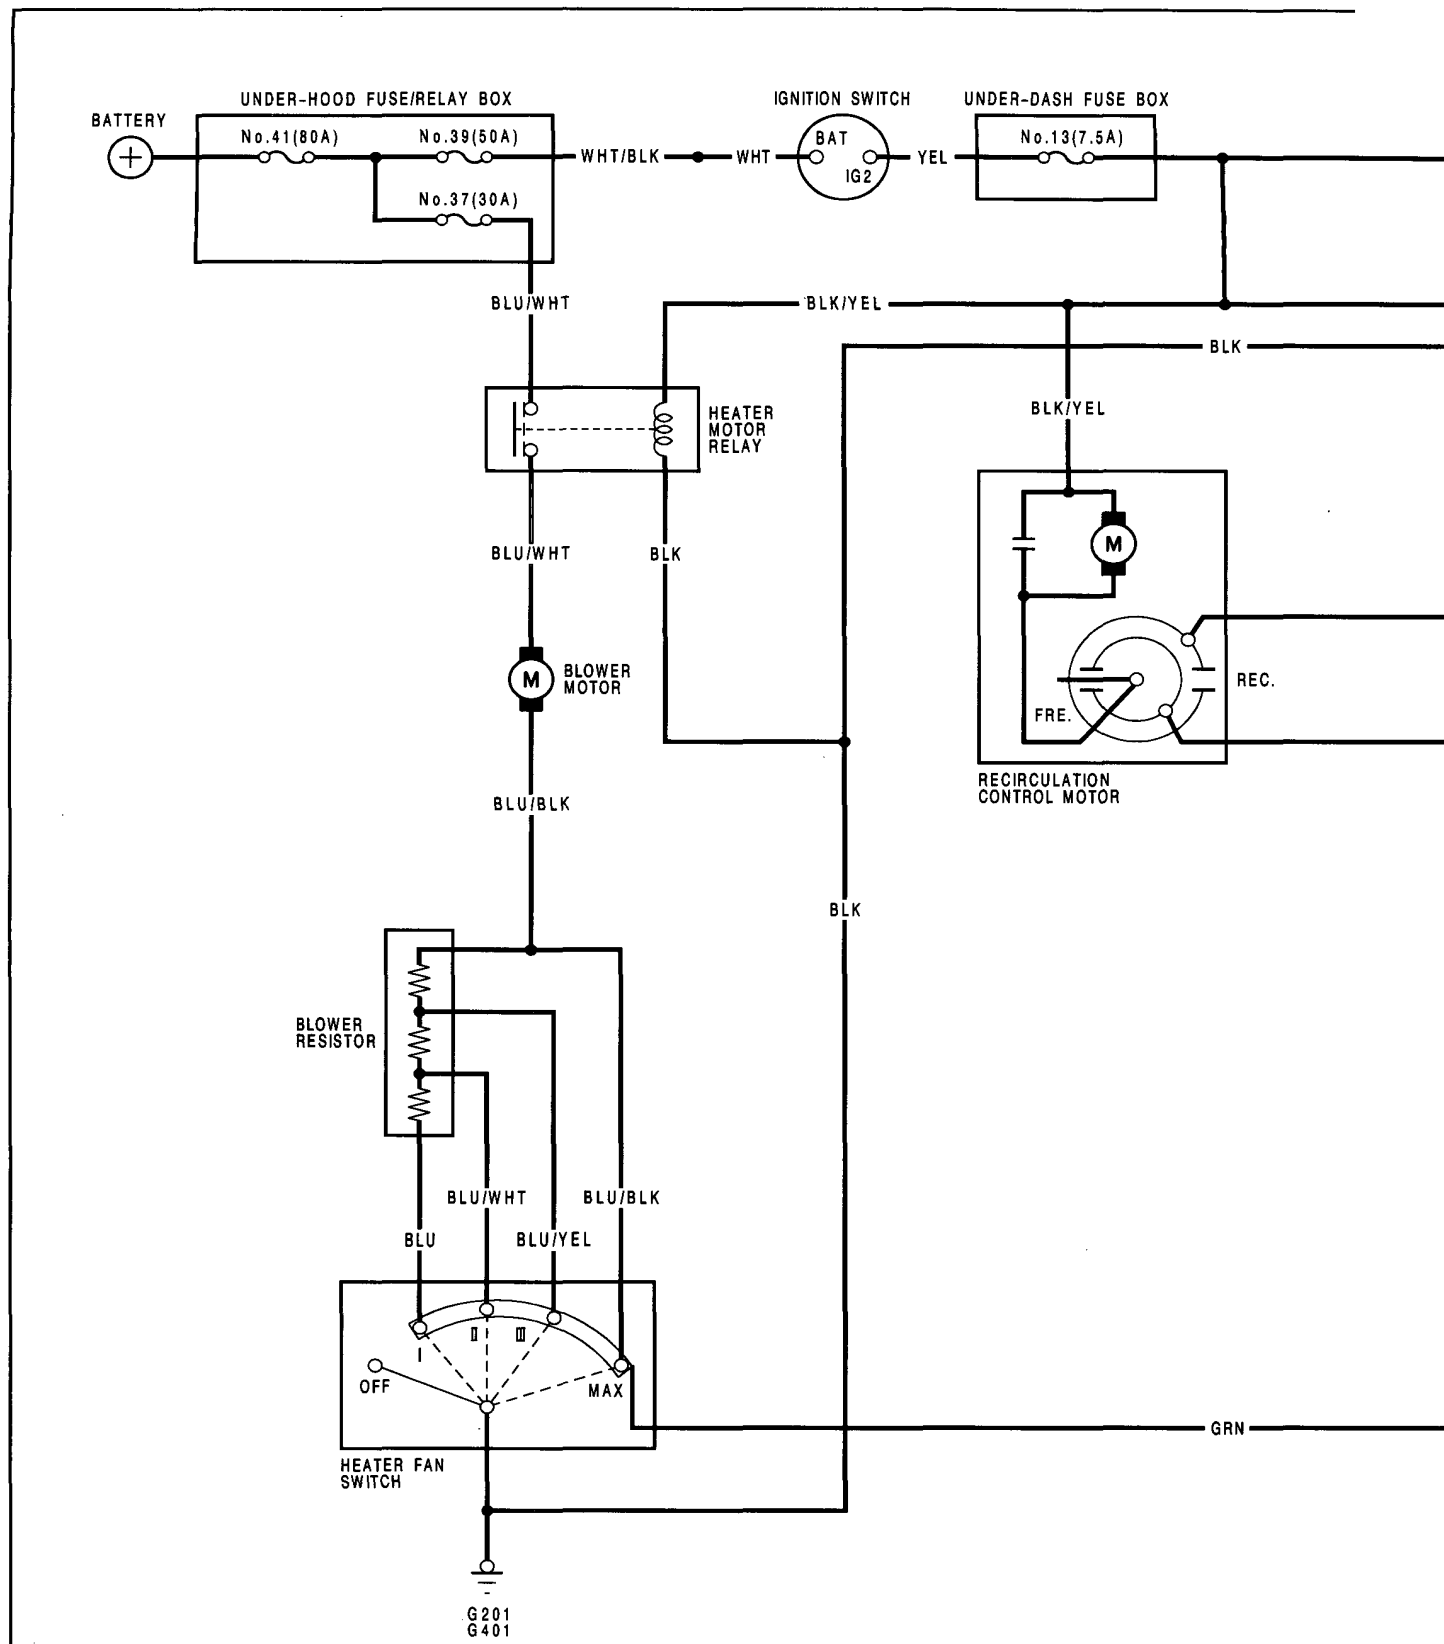 UNDER-HOOD FUSE/RELAY BOX
IGNITION SWITCH
UNDER-DASH FUSE BOX
BATTERY
+
No.41(80A)
No.39(50A)
BAT
No.13(7.5A)
WHT/BLK
WHT
YEL
IG2
No.37(30A)
BLU/WHT
BLK/YEL
BLK
BLK/YEL
HEATER
MOTOR
RELAY
BLU/WHT
BLK
M
M
BLOWER
MOTOR
REC.
FRE.
RECIRCULATION
CONTROL MOTOR
BLU/BLK
BLK
BLOWER
RESISTOR
BLU/WHT
BLU/BLK
BLU
BLU/YEL
I
II
III
OFF
MAX
GRN
HEATER FAN
SWITCH
G201
G401